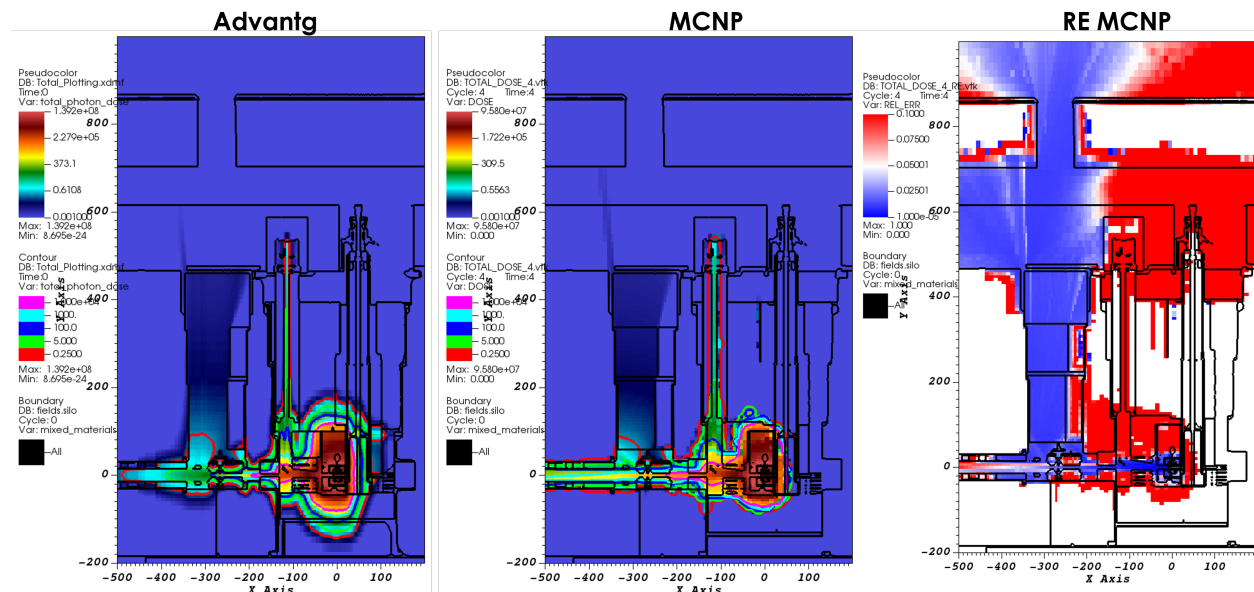 Advantg
MCNP
RE MCNP
Pseudocolor
DB: Total_Plotting.xdmf
Time:0
Var: total_photon_dose
1.392e+08
2.279e+05
373.1
0.6108
0.001000
Max: 1.392e+08
Min: 8.695e-24
Contour
DB: Total_Plotting.xdmf
Time:0
Var: total_photon_dose
1000.
100.0
5.000
0.2500
Max: 1.392e+08
Min: 8.695e-24
Boundary
DB: fields.silo
Cycle: 0
Var: mixed_materials
All
800
600
400
200
0
-200
Y Axis
-500 -400 -300 -200 -100 0 100
X Axis
Pseudocolor
DB: TOTAL_DOSE_4.vtk
Cycle: 4 Time:4
Var: DOSE
9.580e+07
1.722e+05
309.5
0.5563
0.001000
Max: 9.580e+07
Min: 0.000
Contour
DB: TOTAL_DOSE_4.vtk
Cycle: 4 Time:4
Var: DOSE
1000.
100.0
5.000
0.2500
Max: 9.580e+07
Min: 0.000
Boundary
DB: fields.silo
Cycle: 0
Var: mixed_materials
All
800
600
400
200
0
-200
Y Axis
-500 -400 -300 -200 -100 0 100
X Axis
Pseudocolor
DB: TOTAL_DOSE_4_RE.vtk
Cycle: 4 Time:4
Var: REL_ERR
0.1000
0.07500
0.05001
0.02501
1.000e-05
Max: 1.000
Min: 0.000
Boundary
DB: fields.silo
Cycle: 0
Var: mixed_materials
All
800
600
400
200
0
-200
Y Axis
-500 -400 -300 -200 -100 0 100
X Axis